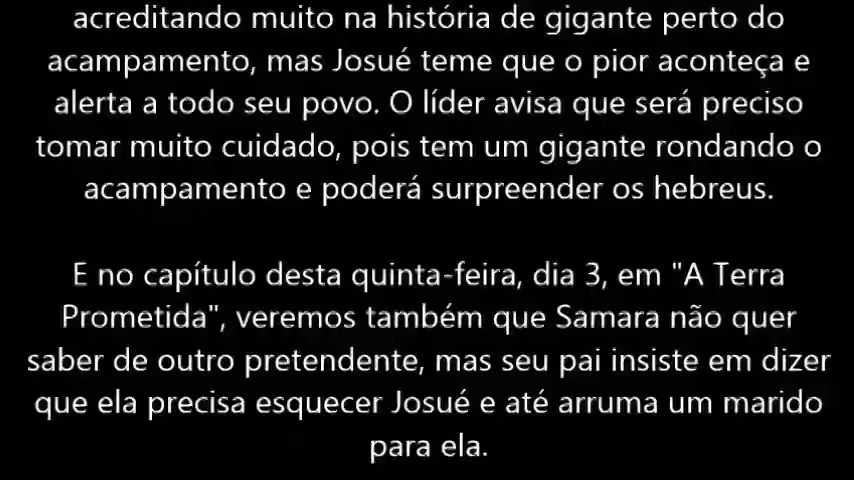 acreditando muito na história de gigante perto do
acampamento, mas Josué teme que o pior aconteça e
alerta a todo seu povo. O líder avisa que será preciso
tomar muito cuidado, pois tem um gigante rondando o
acampamento e poderá surpreender os hebreus.
E no capítulo desta quinta-feira, dia 3, em "A Terra
Prometida", veremos também que Samara não quer
saber de outro pretendente, mas seu pai insiste em dizer
que ela precisa esquecer Josué e até arruma um marido
para ela.